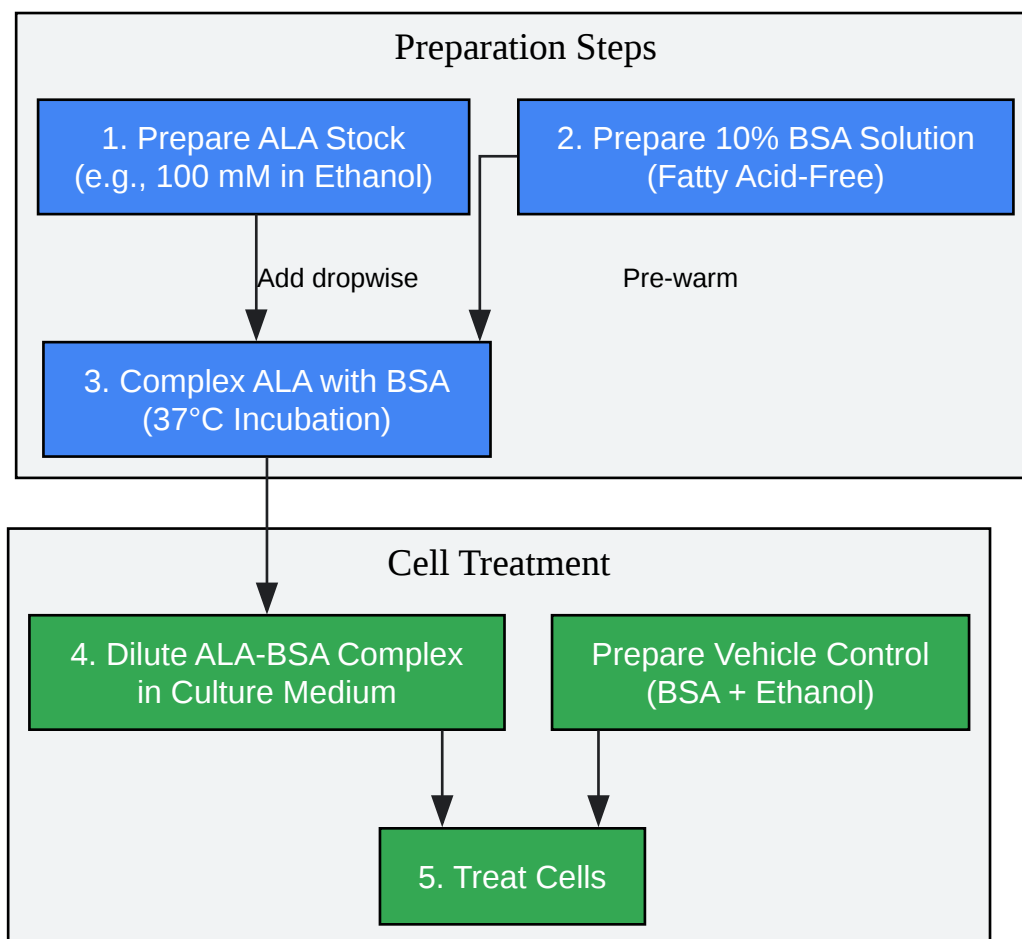 Preparation Steps
1. Prepare ALA Stock
(e.g., 100 mM in Ethanol)
2. Prepare 10% BSA Solution
(Fatty Acid-Free)
Add dropwise
Pre-warm
3. Complex ALA with BSA
(37°C Incubation)
Cell Treatment
4. Dilute ALA-BSA Complex
in Culture Medium
Prepare Vehicle Control
(BSA + Ethanol)
5. Treat Cells